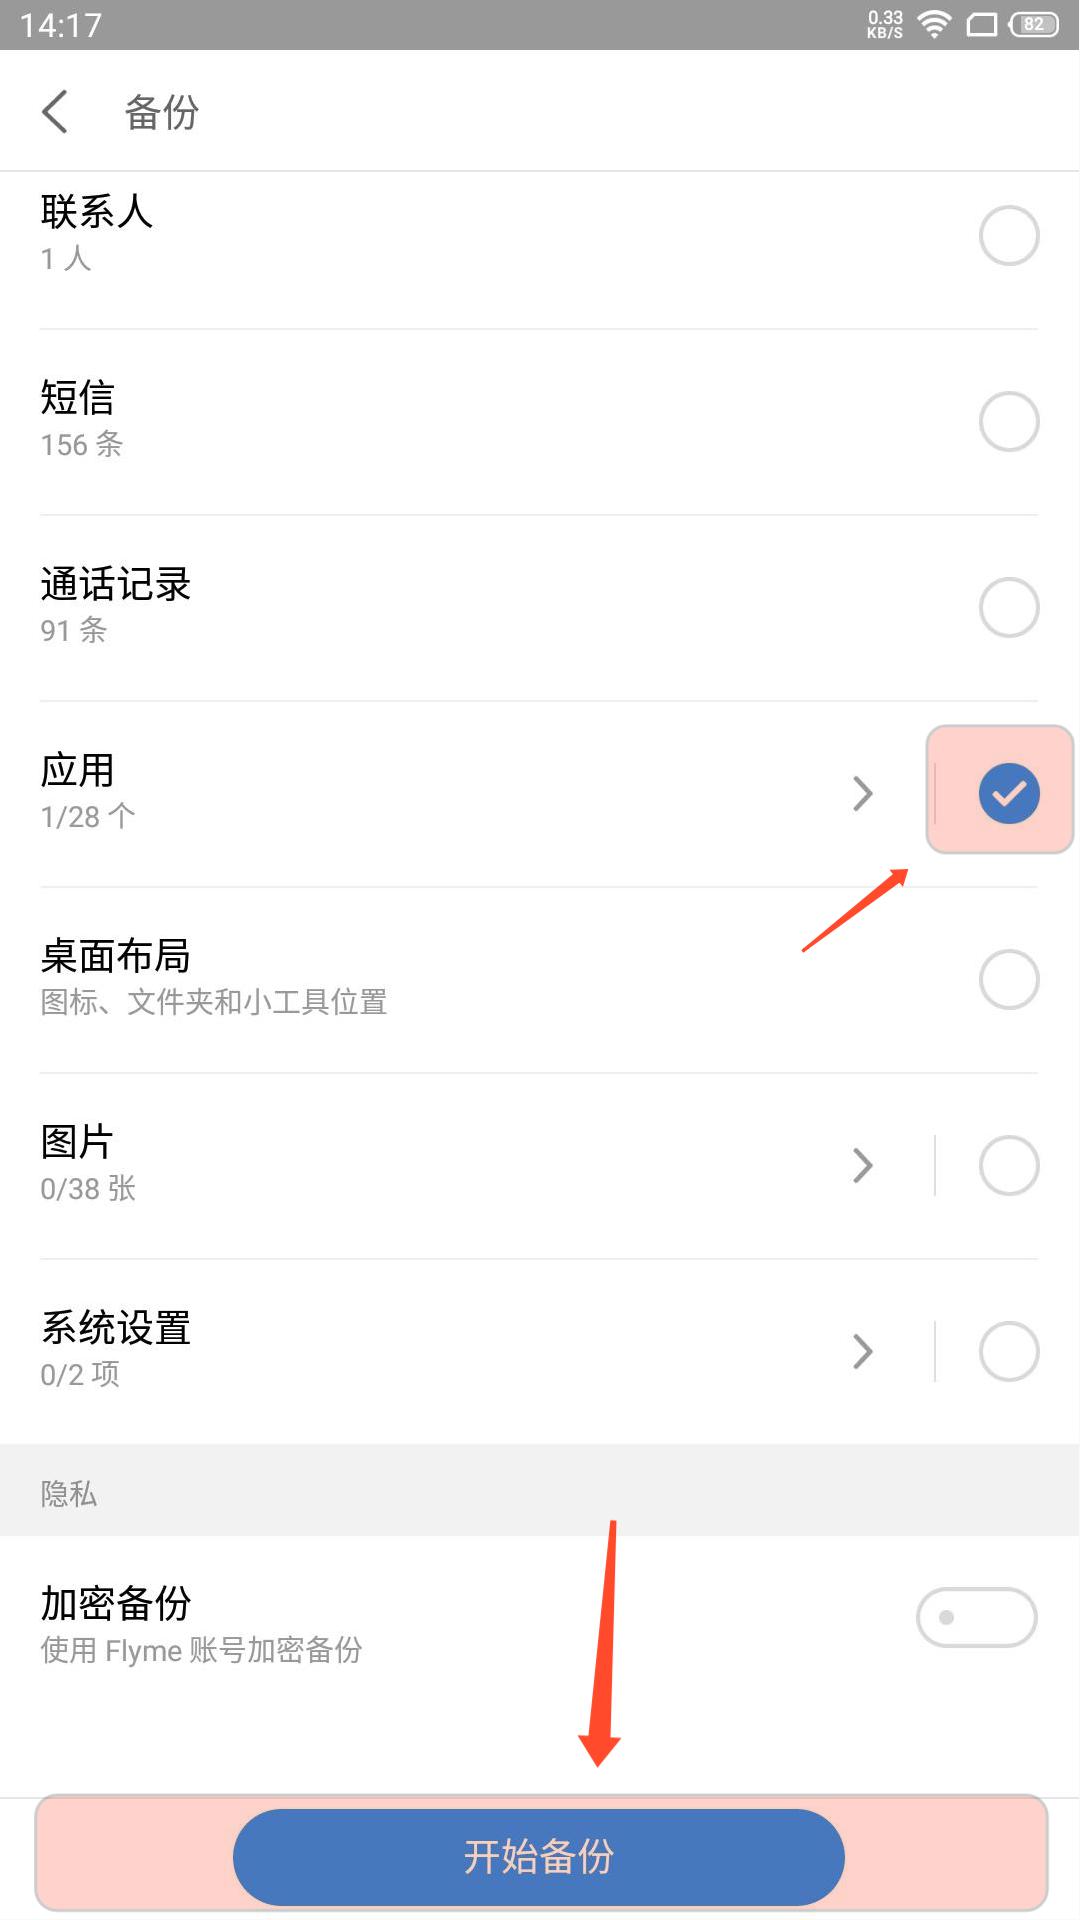 14:17
0.33
KB/S
82
备份
联系人
1 人
短信
156 条
通话记录
91 条
应用
1/28 个
桌面布局
图标、文件夹和小工具位置
图片
0/38 张
系统设置
0/2 项
隐私
加密备份
使用 Flyme 账号加密备份
开始备份